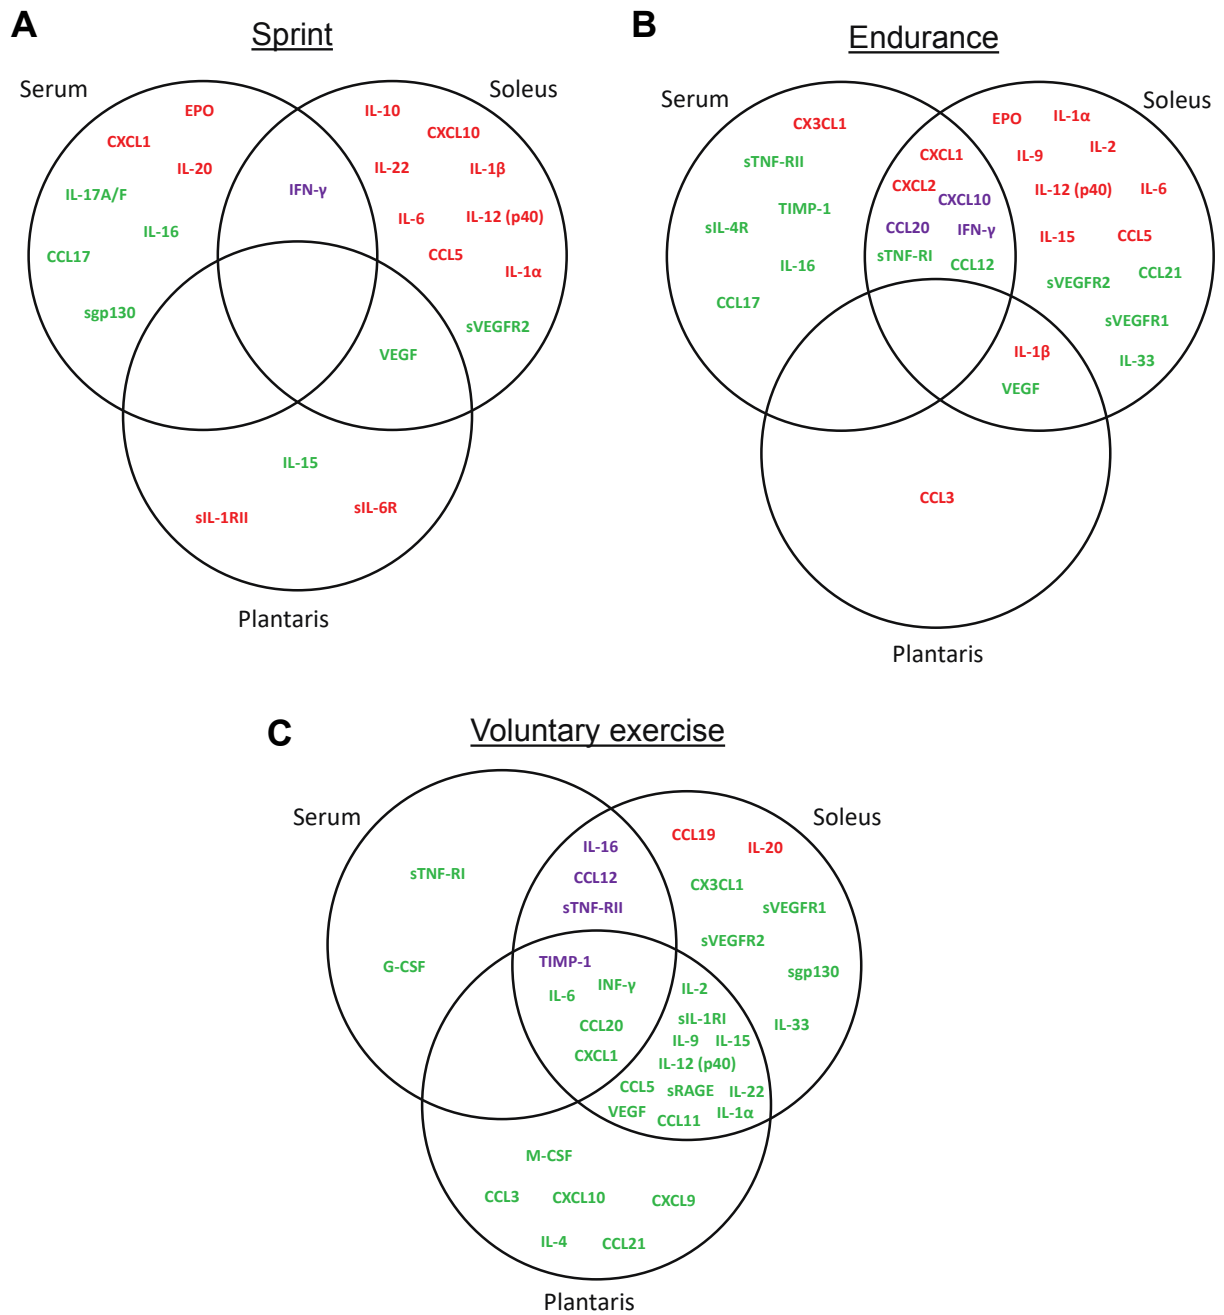 A
Sprint
Serum
Soleus
EPO
CXCL1
IL-20
IL-17A/F
IL-16
CCL17
sgp130
IFN-γ
IL-10
CXCL10
IL-22
IL-1β
IL-6
IL-12 (p40)
CCL5
IL-1α
sVEGFR2
VEGF
IL-15
sIL-1RII
sIL-6R
Plantaris
B
Endurance
Serum
Soleus
CX3CL1
sTNF-RII
TIMP-1
sIL-4R
IL-16
CCL17
CXCL1
CXCL2
CXCL10
CCL20
IFN-γ
sTNF-RI
CCL12
EPO
IL-1α
IL-9
IL-2
IL-12 (p40)
IL-6
IL-15
CCL5
sVEGFR2
CCL21
sVEGFR1
IL-33
IL-1β
VEGF
CCL3
Plantaris
C
Voluntary exercise
Serum
Soleus
sTNF-RI
G-CSF
IL-16
CCL12
sTNF-RII
CCL19
IL-20
CX3CL1
sVEGFR1
sVEGFR2
sgp130
IL-33
TIMP-1
IL-6
INF-γ
CCL20
CXCL1
IL-2
sIL-1RI
IL-9
IL-15
IL-12 (p40)
CCL5
sRAGE
IL-22
VEGF
CCL11
IL-1α
M-CSF
CCL3
CXCL10
CXCL9
IL-4
CCL21
Plantaris